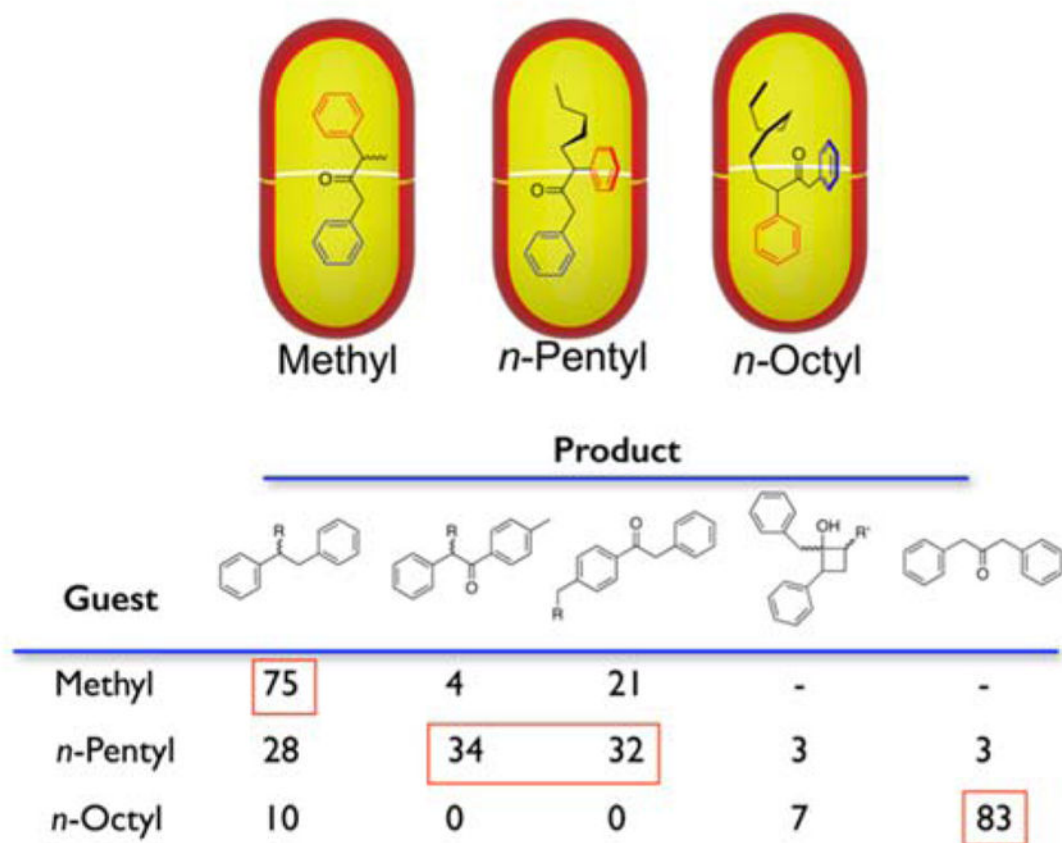 O
O
O
Methyl
n-Pentyl
n-Octyl
Product
Guest
R
R
O
O
R
OH
R'
O
Methyl 75 4 21 - -
n-Pentyl 28 34 32 3 3
n-Octyl 10 0 0 7 83